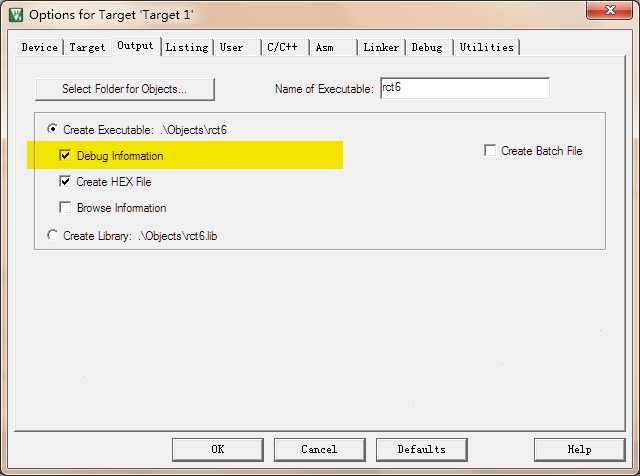 Options for Target 'Target 1'
Device Target Output Listing User C/C++ Asm Linker Debug Utilities
Select Folder for Objects... Name of Executable: rct6
Create Executable: .\Objects\rct6
Debug Information Create Batch File
Create HEX File
Browse Information
Create Library: .\Objects\rct6.lib
OK Cancel Defaults Help